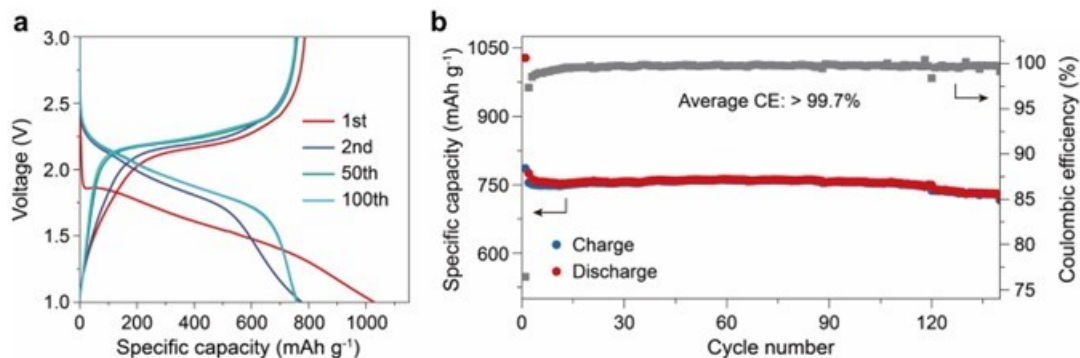 a
3.0
2.5
2.0
1.5
1.0
Voltage (V)
1st
2nd
50th
100th
0 200 400 600 800 1000
Specific capacity (mAh g⁻¹)
b
1050
900
750
600
Specific capacity (mAh g⁻¹)
Average CE: > 99.7%
Charge
Discharge
100
95
90
85
80
75
Coulombic efficiency (%)
0 30 60 90 120
Cycle number